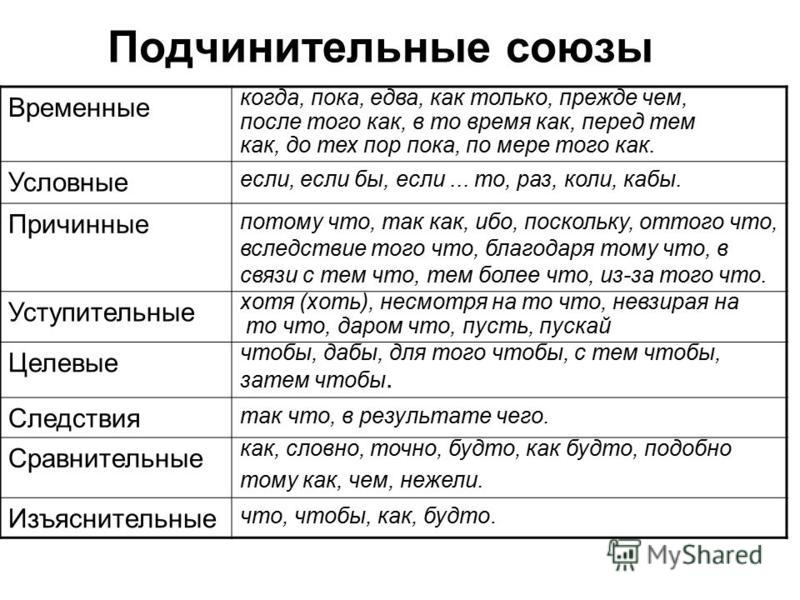 Подчинительные союзы
Временные
когда, пока, едва, как только, прежде чем,
после того как, в то время как, перед тем
как, до тех пор пока, по мере того как.
Условные
если, если бы, если ... то, раз, коли, кабы.
Причинные
потому что, так как, ибо, поскольку, оттого что,
вследствие того что, благодаря тому что, в
связи с тем что, тем более что, из-за того что.
Уступительные
хотя (хоть), несмотря на то что, невзирая на
то что, даром что, пусть, пускай
Целевые
чтобы, дабы, для того чтобы, с тем чтобы,
затем чтобы.
Следствия
так что, в результате чего.
Сравнительные
как, словно, точно, будто, как будто, подобно
тому как, чем, нежели.
Изъяснительные
что, чтобы, как, будто.
MyShared